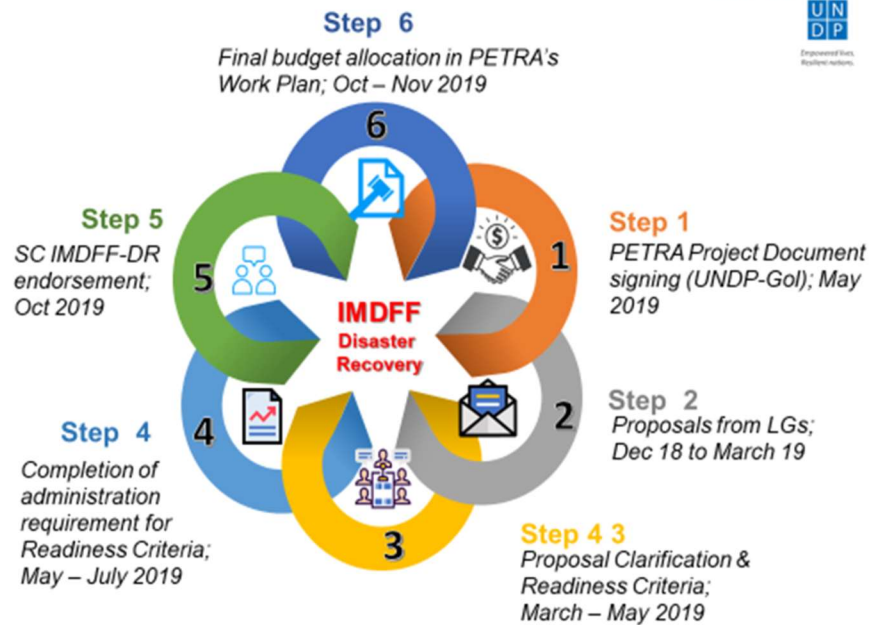 UN
DP
Empowered lives.
Resilient nations.
Step 6
Final budget allocation in PETRA's
Work Plan; Oct – Nov 2019
6
Step 1
PETRA Project Document
signing (UNDP-GoI); May
2019
1
Step 2
Proposals from LGs;
Dec 18 to March 19
2
Step 4 3
Proposal Clarification &
Readiness Criteria;
March – May 2019
3
Step 4
Completion of
administration
requirement for
Readiness Criteria;
May – July 2019
4
Step 5
SC IMDFF-DR
endorsement;
Oct 2019
5
IMDFF
Disaster
Recovery
$